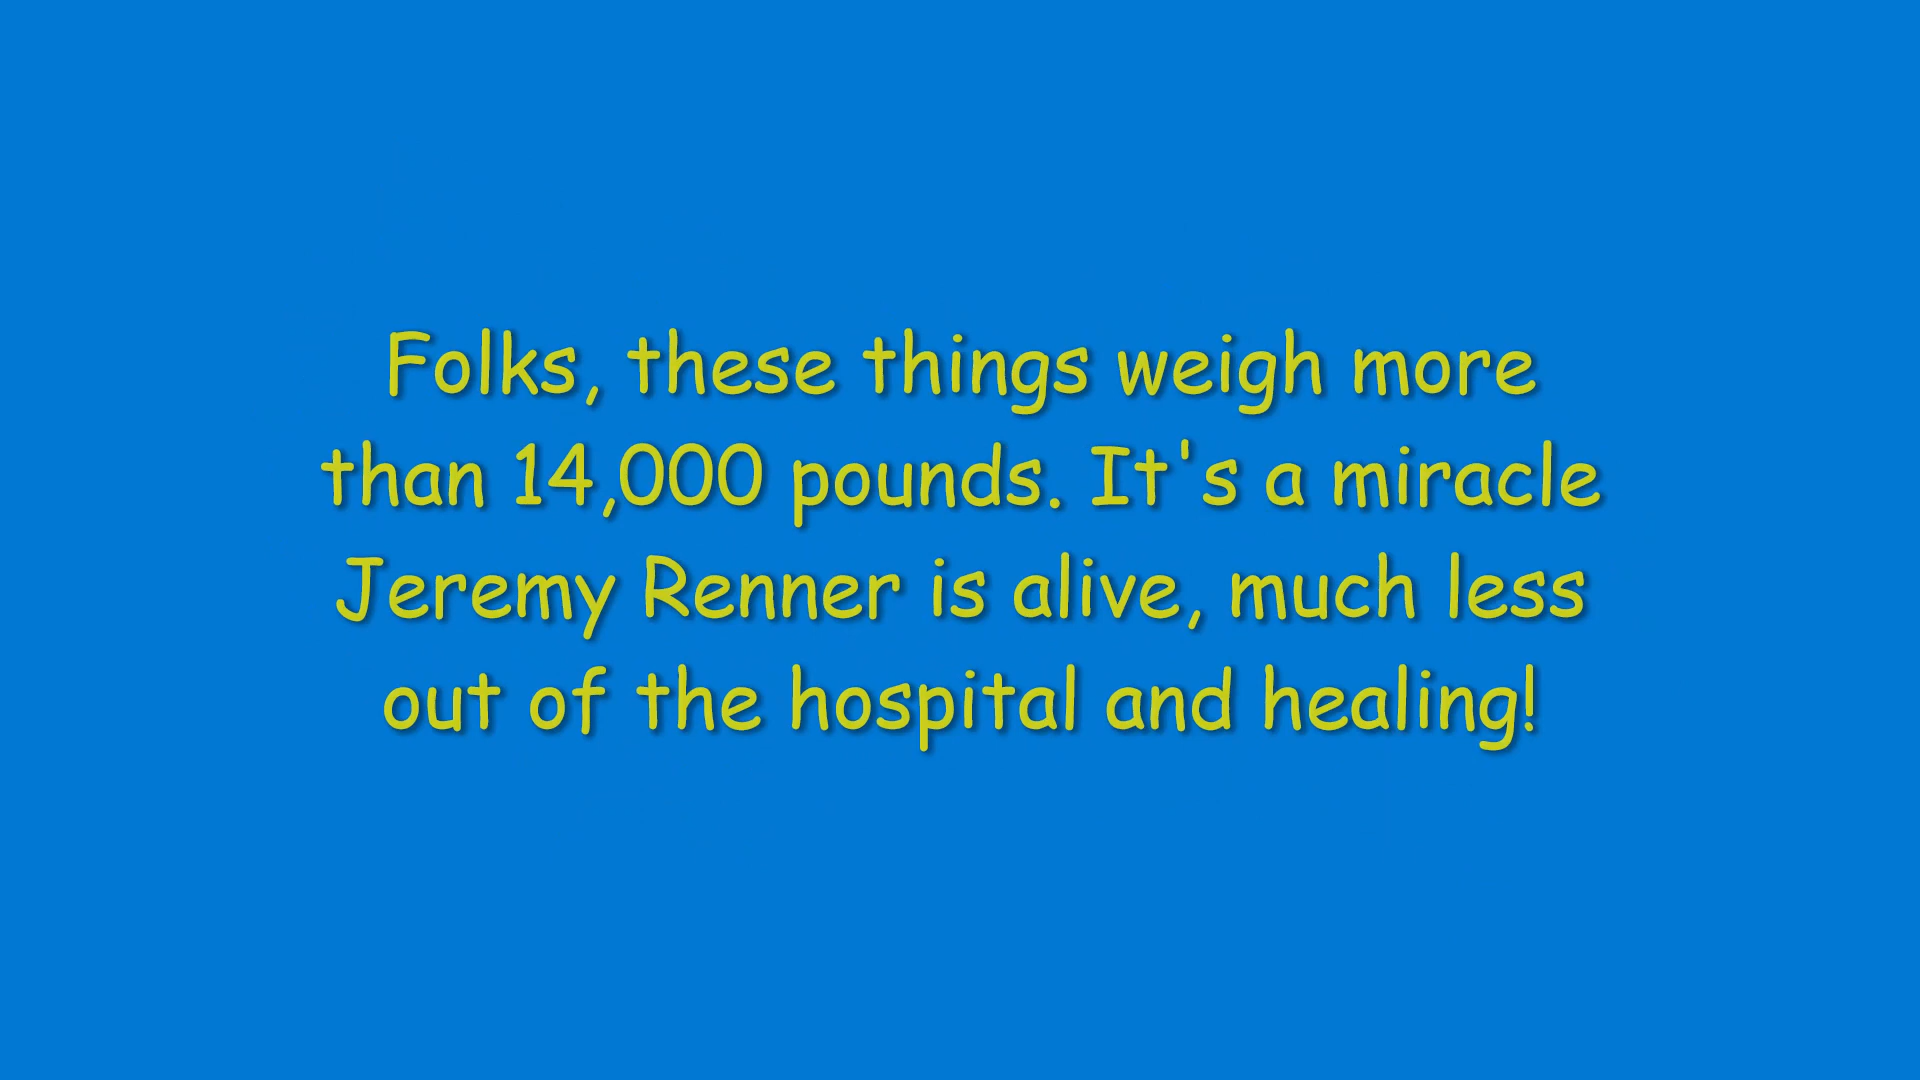 Folks, these things weigh more
than 14,000 pounds. It's a miracle
Jeremy Renner is alive, much less
out of the hospital and healing!